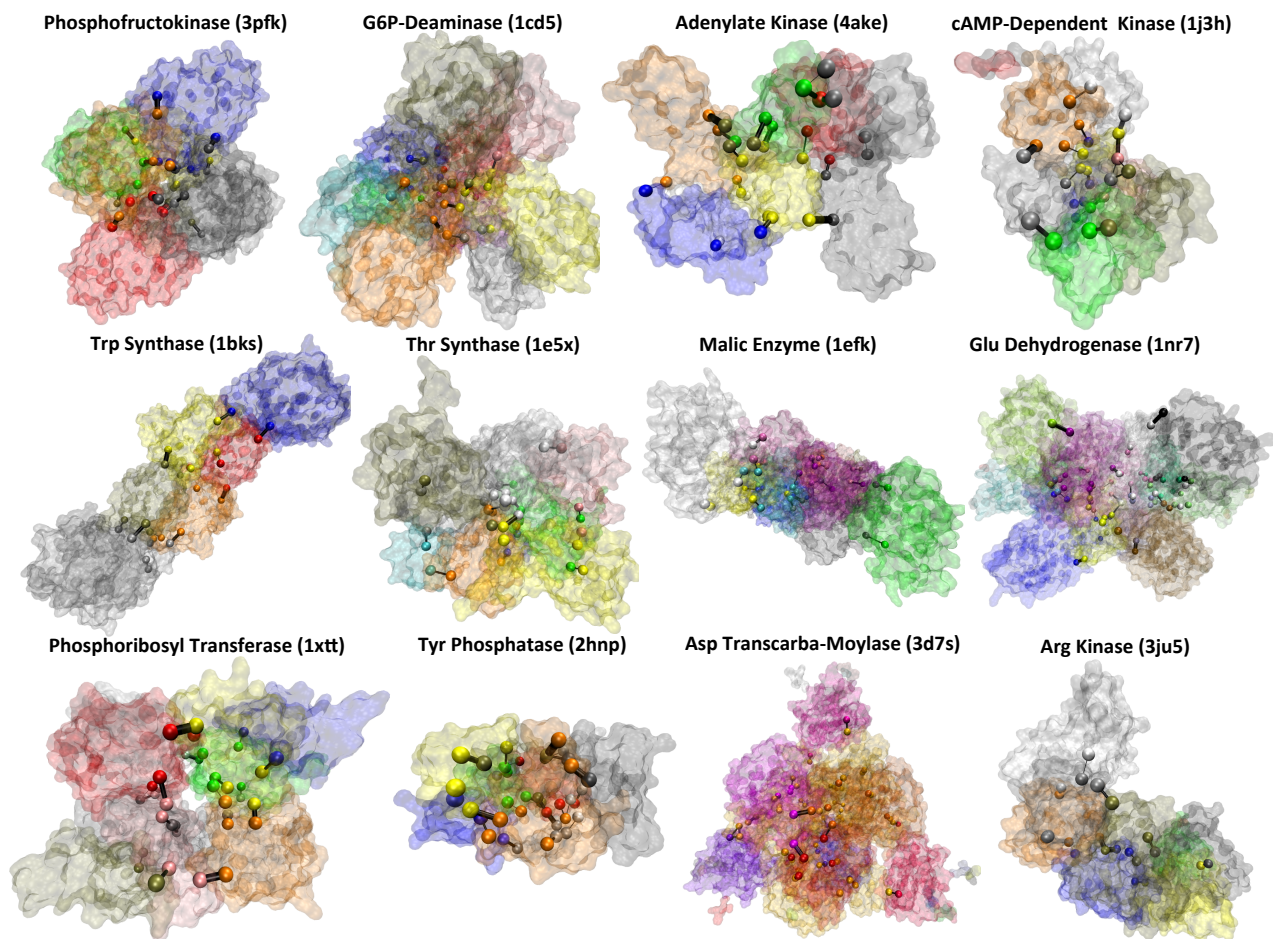 Phosphofructokinase (3pfk)
G6P-Deaminase (1cd5)
Adenylate Kinase (4ake)
cAMP-Dependent Kinase (1j3h)
Trp Synthase (1bks)
Thr Synthase (1e5x)
Malic Enzyme (1efk)
Glu Dehydrogenase (1nr7)
Phosphoribosyl Transferase (1xtt)
Tyr Phosphatase (2hnp)
Asp Transcarba-Moylase (3d7s)
Arg Kinase (3ju5)